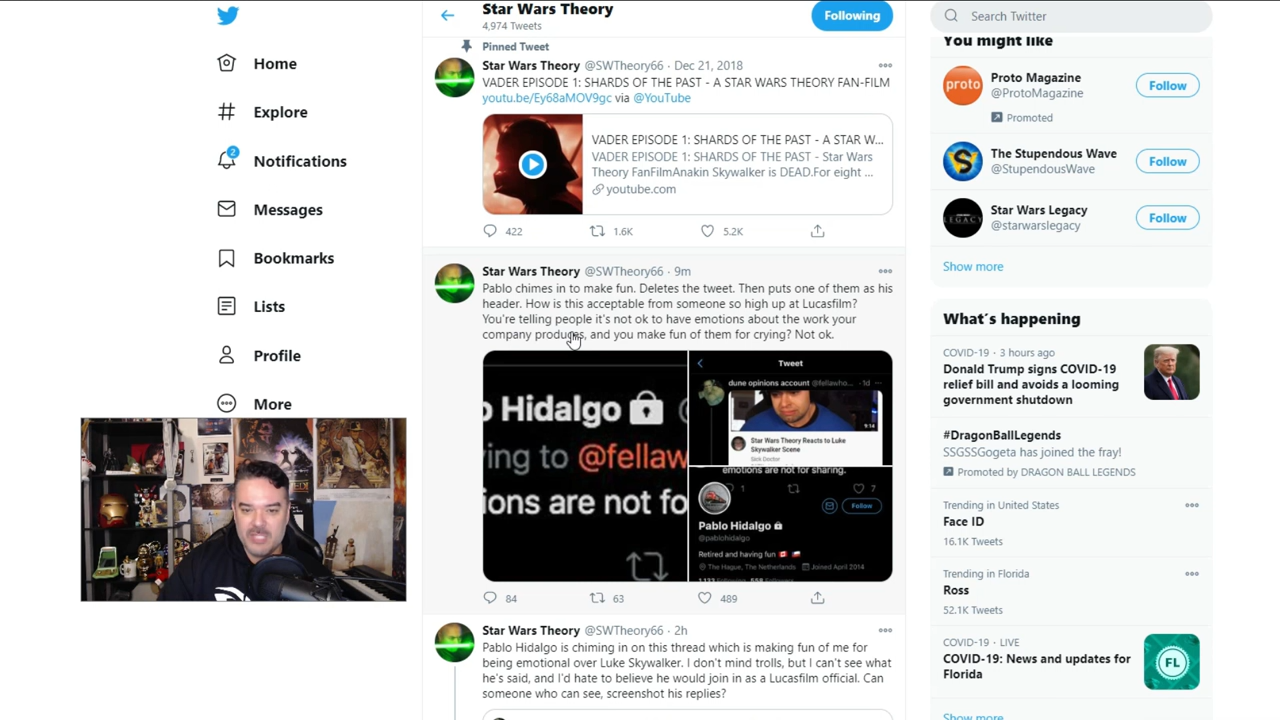 Home
Explore
2
Notifications
Messages
Bookmarks
Lists
Profile
More
Star Wars Theory
4,974 Tweets
Following
Pinned Tweet
Star Wars Theory @SWTheory66 · Dec 21, 2018
VADER EPISODE 1: SHARDS OF THE PAST - A STAR WARS THEORY FAN-FILM
youtu.be/Ey68aMOV9gc via @YouTube
VADER EPISODE 1: SHARDS OF THE PAST - A STAR W...
VADER EPISODE 1: SHARDS OF THE PAST - Star Wars
Theory FanFilmAnakin Skywalker is DEAD.For eight ...
youtube.com
422 1.6K 5.2K
Star Wars Theory @SWTheory66 · 9m
Pablo chimes in to make fun. Deletes the tweet. Then puts one of them as his
header. How is this acceptable from someone so high up at Lucasfilm?
You're telling people it's not ok to have emotions about the work your
company produces, and you make fun of them for crying? Not ok.
o Hidalgo
ing to @fellaw
ions are not fo
Tweet
dune opinions account @fellawho... · 1d
9:14
Star Wars Theory Reacts to Luke
Skywalker Scene
Sick Doctor
emotions are not for sharing.
1 7
Follow
Pablo Hidalgo
@pablohidalgo
Retired and having fun
The Hague, The Netherlands Joined April 2014
84 63 489
Star Wars Theory @SWTheory66 · 2h
Pablo Hidalgo is chiming in on this thread which is making fun of me for
being emotional over Luke Skywalker. I don't mind trolls, but I can't see what
he's said, and I'd hate to believe he would join in as a Lucasfilm official. Can
someone who can see, screenshot his replies?
Search Twitter
You might like
proto
Proto Magazine
@ProtoMagazine
Follow
Promoted
The Stupendous Wave
@StupendousWave
Follow
LEGACY
Star Wars Legacy
@starwarslegacy
Follow
Show more
What's happening
COVID-19 · 3 hours ago
Donald Trump signs COVID-19
relief bill and avoids a looming
government shutdown
#DragonBallLegends
SSGSSGogeta has joined the fray!
Promoted by DRAGON BALL LEGENDS
Trending in United States
Face ID
16.1K Tweets
Trending in Florida
Ross
52.1K Tweets
COVID-19 · LIVE
COVID-19: News and updates for
Florida
FL
Show more